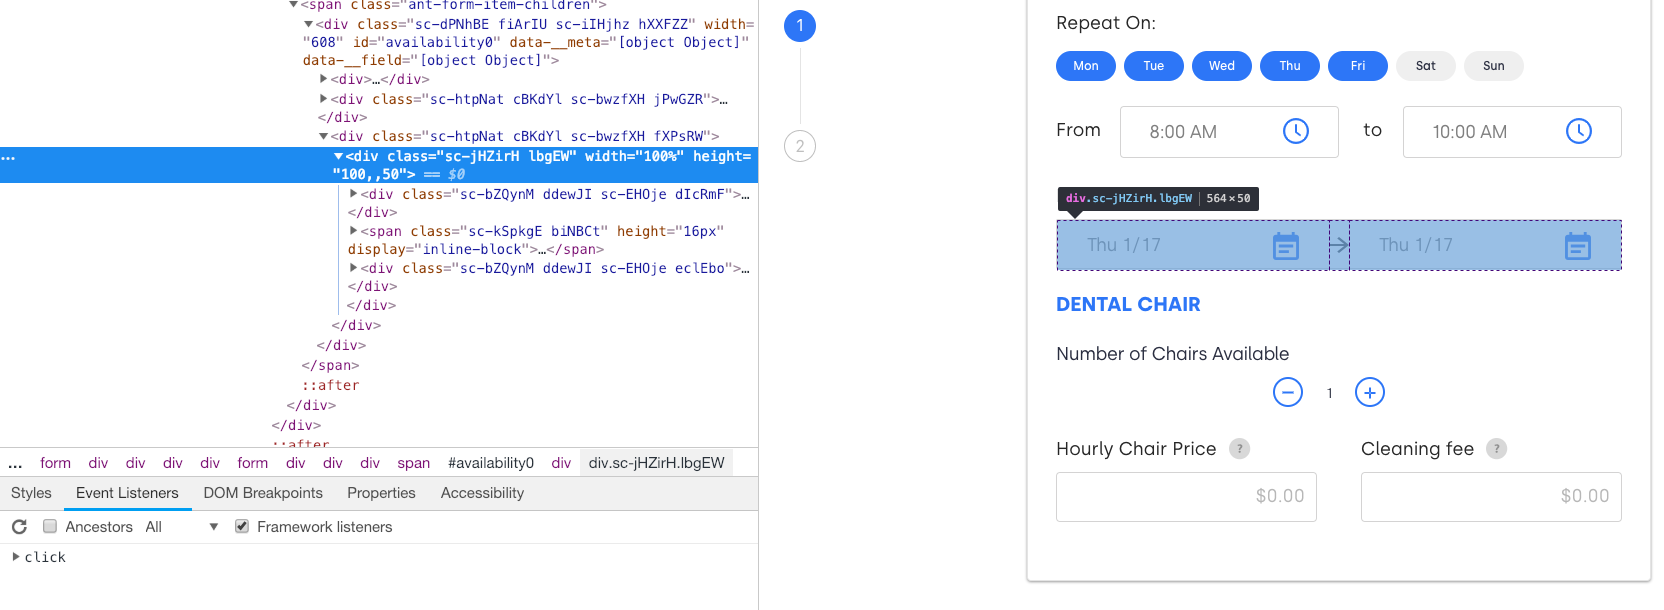 ▼<span class="ant-form-item-children">
▼<div class="sc-dPNhBE fiArIU sc-iIHjhz hXXFZZ" width=
"608" id="availability0" data-__meta="[object Object]"
data-__field="[object Object]">
▶<div>…</div>
▶<div class="sc-htpNat cBKdYl sc-bwzfXH jPwGZR">…
</div>
▼<div class="sc-htpNat cBKdYl sc-bwzfXH fXPsRW">
… ▼<div class="sc-jHZirH lbgEW" width="100%" height=
"100,,50"> == $0
▶<div class="sc-bZQynM ddewJI sc-EHOje dIcRmF">…
</div>
▶<span class="sc-kSpkgE biNBCt" height="16px"
display="inline-block">…</span>
▶<div class="sc-bZQynM ddewJI sc-EHOje eclEbo">…
</div>
</div>
</div>
</div>
</span>
::after
</div>
</div>
::after
… form div div div div form div div div span #availability0 div div.sc-jHZirH.lbgEW
Styles Event Listeners DOM Breakpoints Properties Accessibility
Ancestors All ▼ Framework listeners
▶ click
1
2
Repeat On:
Mon Tue Wed Thu Fri Sat Sun
From 8:00 AM to 10:00 AM
div.sc-jHZirH.lbgEW | 564×50
Thu 1/17 → Thu 1/17
DENTAL CHAIR
Number of Chairs Available
− 1 +
Hourly Chair Price ? Cleaning fee ?
$0.00 $0.00